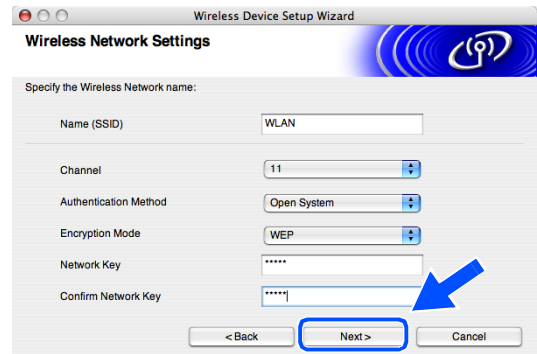 Wireless Device Setup Wizard
Wireless Network Settings
Specify the Wireless Network name:
Name (SSID) WLAN
Channel 11
Authentication Method Open System
Encryption Mode WEP
Network Key *****
Confirm Network Key *****
< Back Next > Cancel